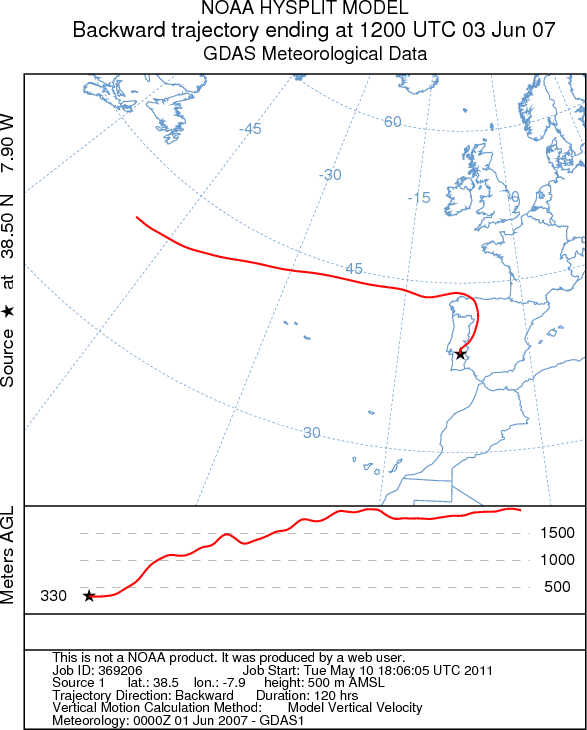 NOAA HYSPLIT MODEL
Backward trajectory ending at 1200 UTC 03 Jun 07
GDAS Meteorological Data
Source ★ at 38.50 N 7.90 W
-45
60
-30
-15
0
45
30
Meters AGL
1500
1000
500
330
This is not a NOAA product. It was produced by a web user.
Job ID: 369206 Job Start: Tue May 10 18:06:05 UTC 2011
Source 1 lat.: 38.5 lon.: -7.9 height: 500 m AMSL
Trajectory Direction: Backward Duration: 120 hrs
Vertical Motion Calculation Method: Model Vertical Velocity
Meteorology: 0000Z 01 Jun 2007 - GDAS1